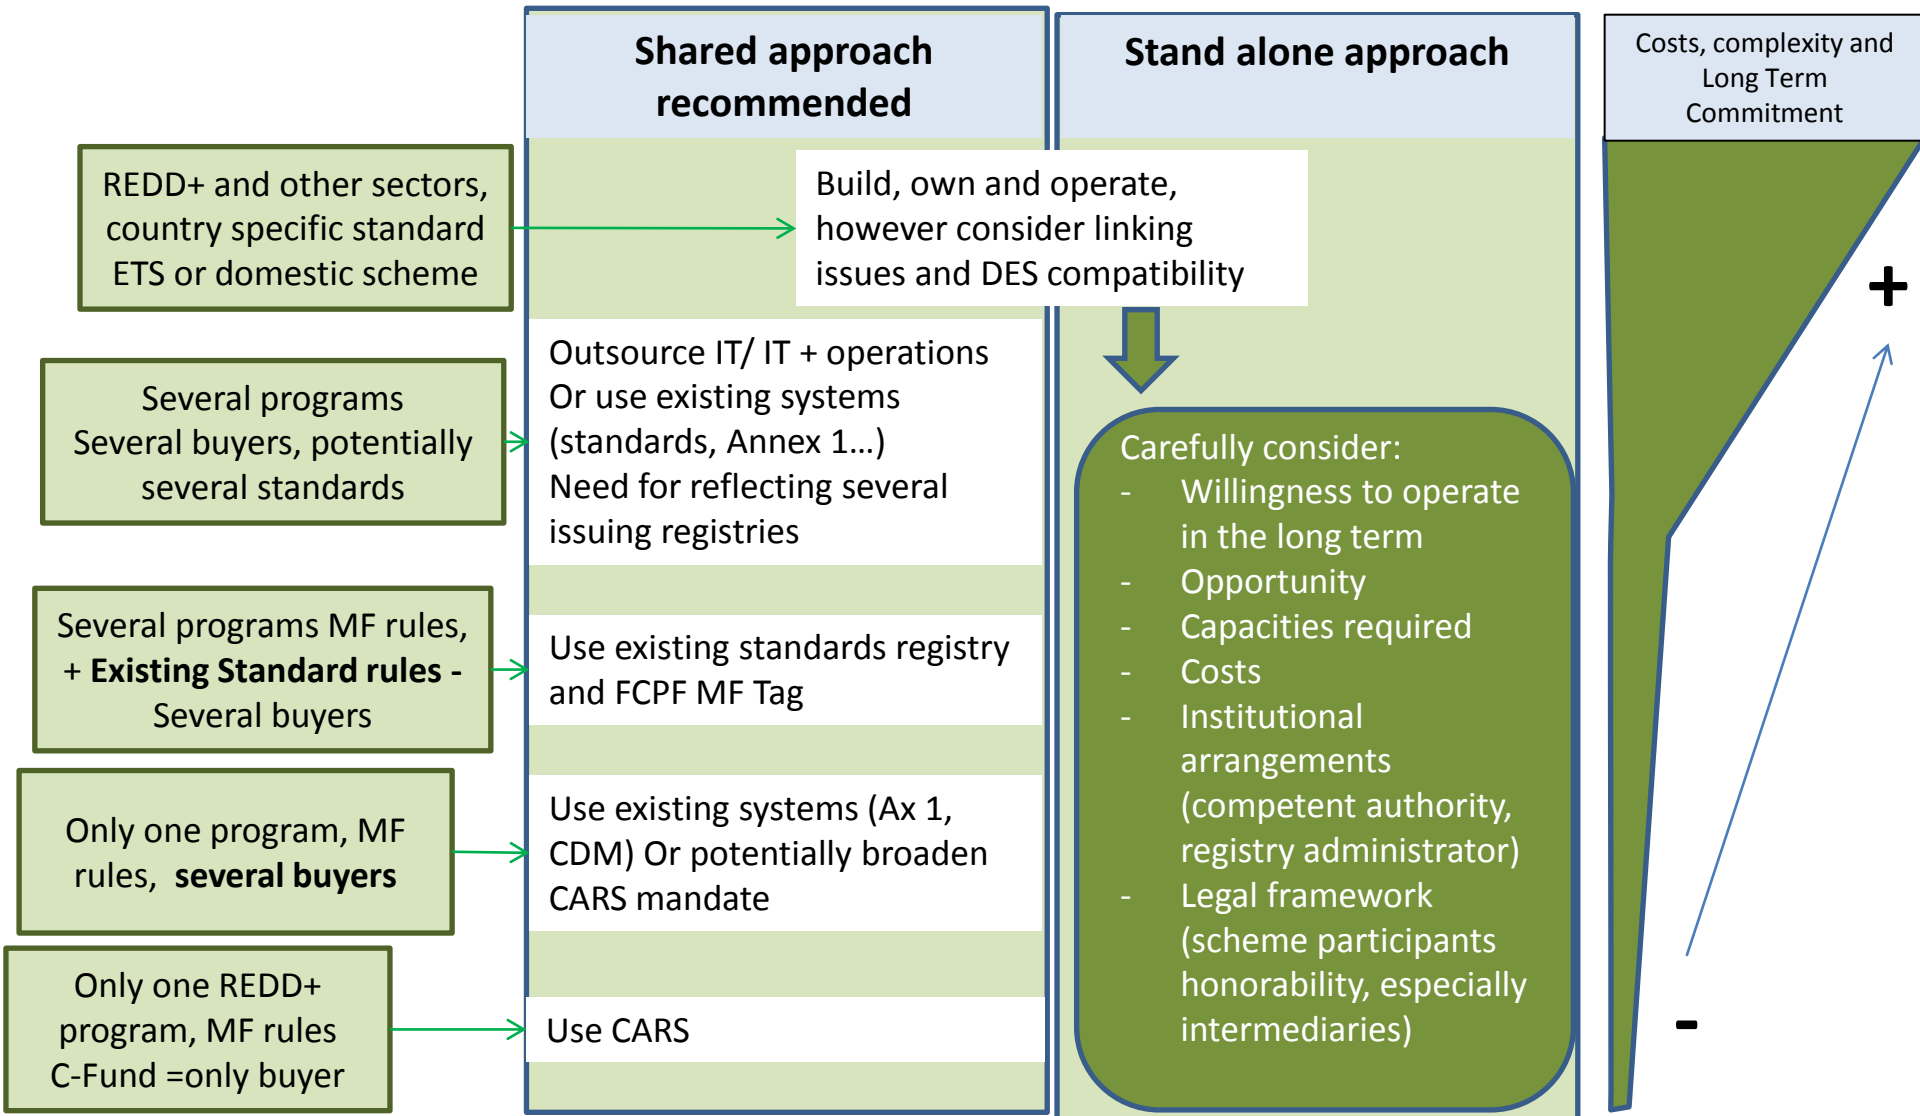 Shared approach
recommended
Stand alone approach
Costs, complexity and
Long Term
Commitment
REDD+ and other sectors,
country specific standard
ETS or domestic scheme
Build, own and operate,
however consider linking
issues and DES compatibility
+
Several programs
Several buyers, potentially
several standards
Outsource IT/ IT + operations
Or use existing systems
(standards, Annex 1…)
Need for reflecting several
issuing registries
Several programs MF rules,
+ Existing Standard rules -
Several buyers
Use existing standards registry
and FCPF MF Tag
Only one program, MF
rules,  several buyers
Use existing systems (Ax 1,
CDM) Or potentially broaden
CARS mandate
Only one REDD+
program, MF rules
C-Fund =only buyer
Use CARS
Carefully consider:
- Willingness to operate
in the long term
- Opportunity
- Capacities required
- Costs
- Institutional
arrangements
(competent authority,
registry administrator)
- Legal framework
(scheme participants
honorability, especially
intermediaries)
-